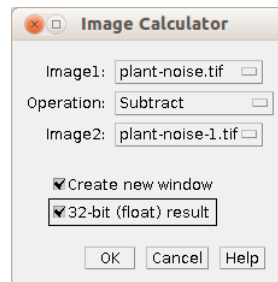 Image Calculator
Image1: plant-noise.tif
Operation: Subtract
Image2: plant-noise-1.tif
Create new window
32-bit (float) result
OK Cancel Help